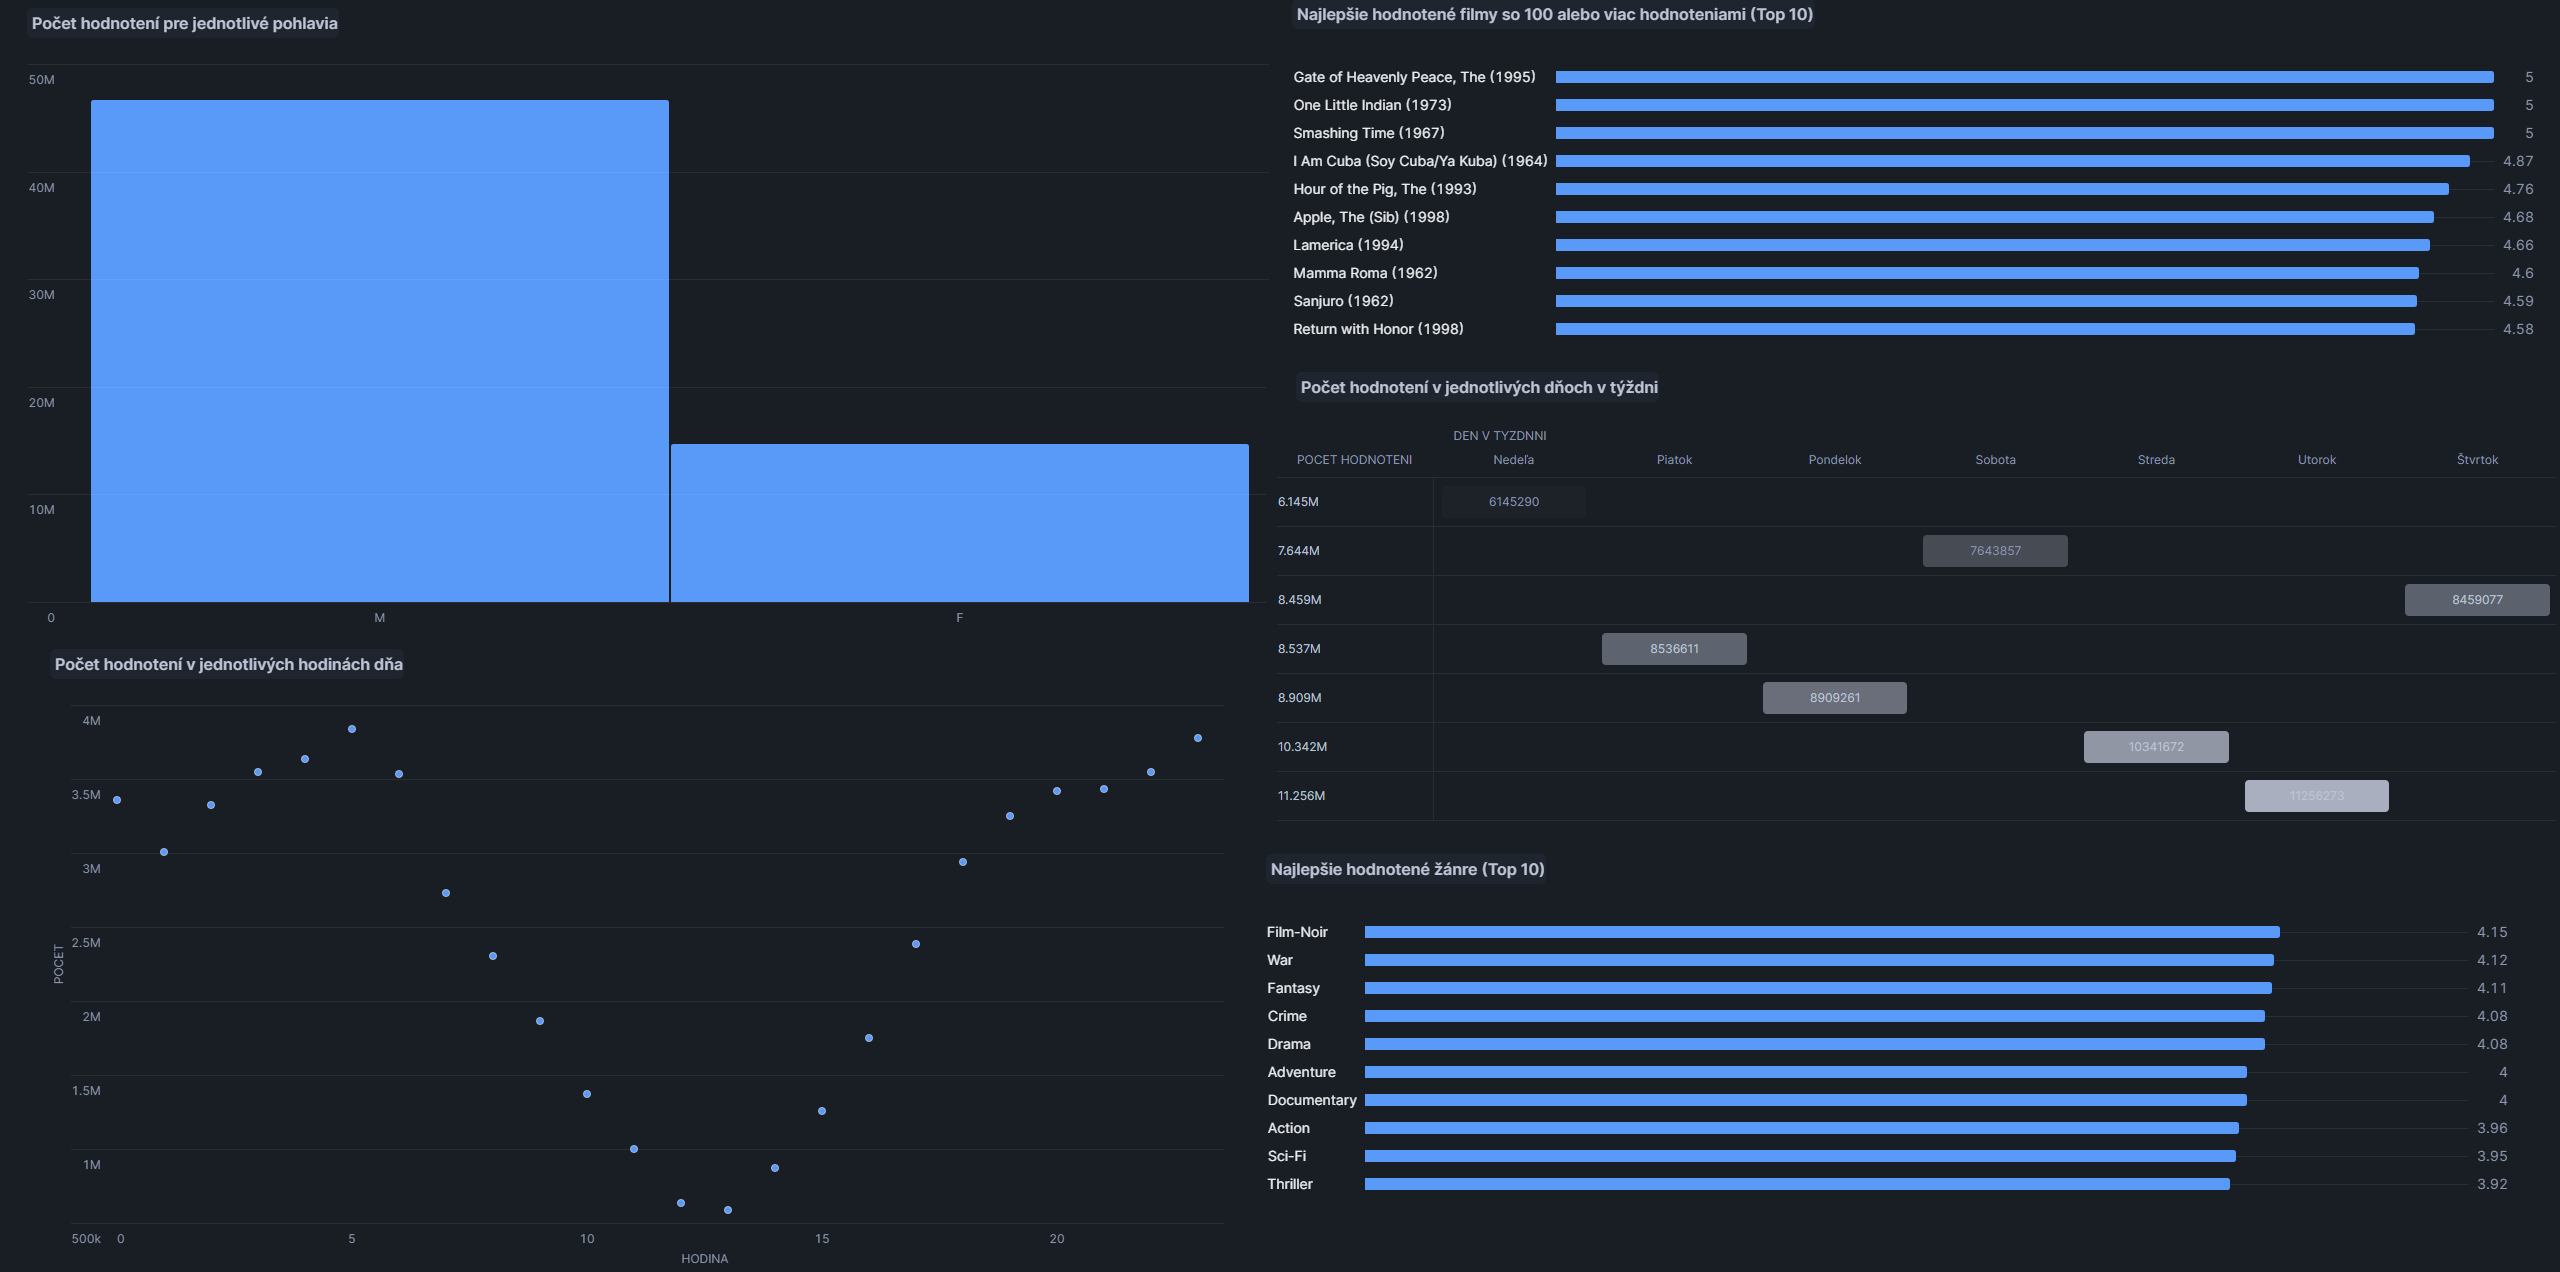 Počet hodnotení pre jednotlivé pohlavia
50M
40M
30M
20M
10M
0
M
F
Počet hodnotení v jednotlivých hodinách dňa
POCET
4M
3.5M
3M
2.5M
2M
1.5M
1M
500k
0
5
10
15
20
HODINA
Najlepšie hodnotené filmy so 100 alebo viac hodnoteniami (Top 10)
Gate of Heavenly Peace, The (1995) 5
One Little Indian (1973) 5
Smashing Time (1967) 5
I Am Cuba (Soy Cuba/Ya Kuba) (1964) 4.87
Hour of the Pig, The (1993) 4.76
Apple, The (Sib) (1998) 4.68
Lamerica (1994) 4.66
Mamma Roma (1962) 4.6
Sanjuro (1962) 4.59
Return with Honor (1998) 4.58
Počet hodnotení v jednotlivých dňoch v týždni
DEN V TYZDNNI
POCET HODNOTENI Nedeľa Piatok Pondelok Sobota Streda Utorok Štvrtok
6.145M 6145290
7.644M 7643857
8.459M 8459077
8.537M 8536611
8.909M 8909261
10.342M 10341672
11.256M 11256273
Najlepšie hodnotené žánre (Top 10)
Film-Noir 4.15
War 4.12
Fantasy 4.11
Crime 4.08
Drama 4.08
Adventure 4
Documentary 4
Action 3.96
Sci-Fi 3.95
Thriller 3.92